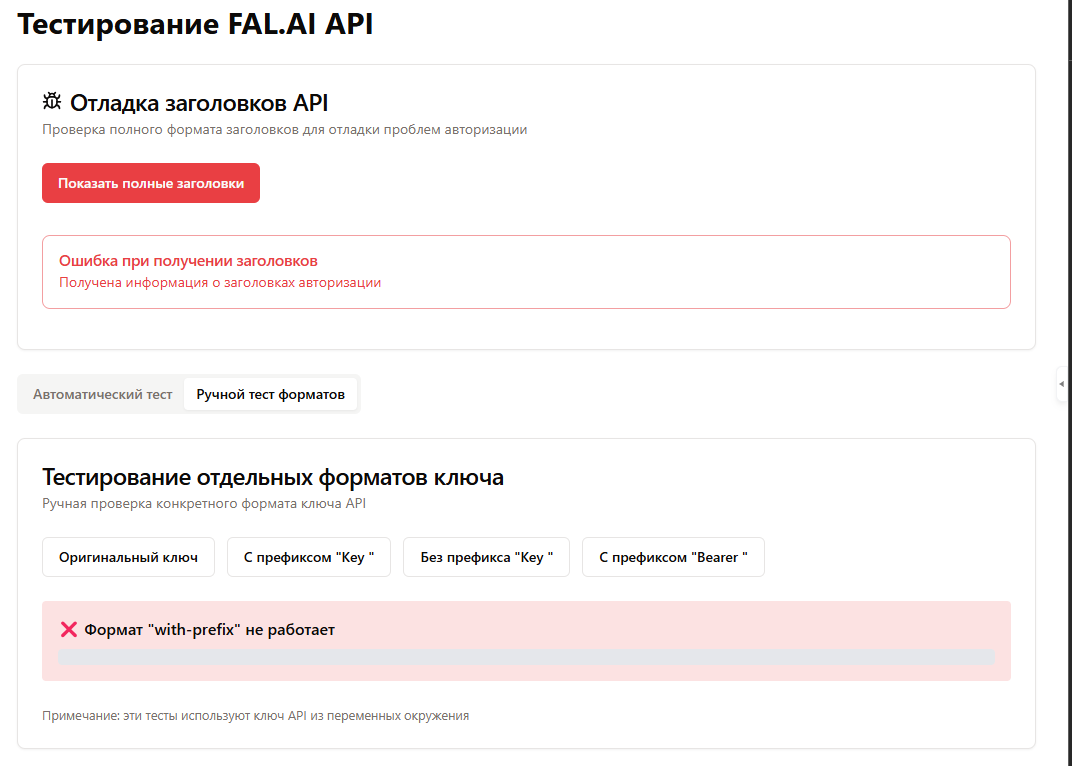 Тестирование FAL.AI API
Отладка заголовков API
Проверка полного формата заголовков для отладки проблем авторизации
Показать полные заголовки
Ошибка при получении заголовков
Получена информация о заголовках авторизации
Автоматический тест
Ручной тест форматов
Тестирование отдельных форматов ключа
Ручная проверка конкретного формата ключа API
Оригинальный ключ
С префиксом "Key "
Без префикса "Key "
С префиксом "Bearer "
❌ Формат "with-prefix" не работает
Примечание: эти тесты используют ключ API из переменных окружения